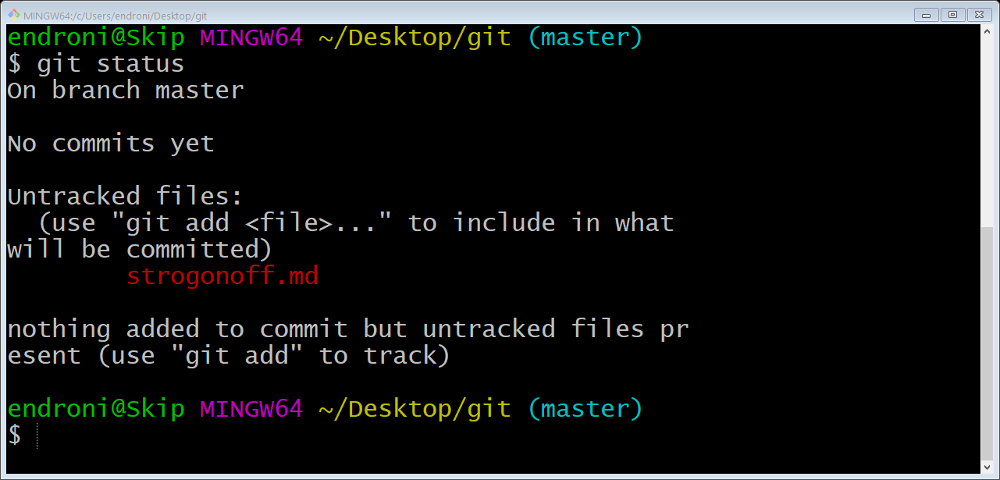 MINGW64:/c/Users/endroni/Desktop/git
endroni@Skip MINGW64 ~/Desktop/git (master)
$ git status
On branch master
No commits yet
Untracked files:
(use "git add <file>..." to include in what
will be committed)
strogonoff.md
nothing added to commit but untracked files pr
esent (use "git add" to track)
endroni@Skip MINGW64 ~/Desktop/git (master)
$